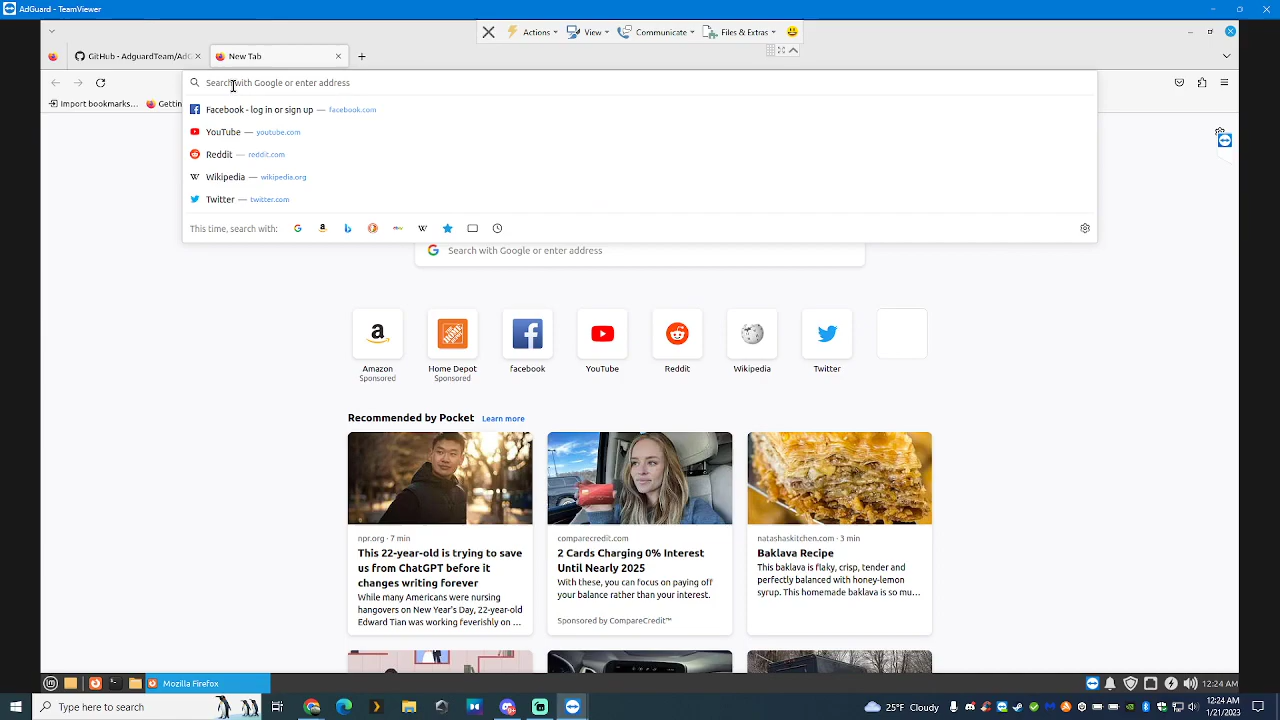 AdGuard - TeamViewer
Actions
View
Communicate
Files & Extras
GitHub - AdguardTeam/AdG
New Tab
Search with Google or enter address
Import bookmarks...
Gettin
Facebook - log in or sign up — facebook.com
YouTube — youtube.com
Reddit — reddit.com
Wikipedia — wikipedia.org
Twitter — twitter.com
This time, search with:
Search with Google or enter address
Amazon
Sponsored
Home Depot
Sponsored
facebook
YouTube
Reddit
Wikipedia
Twitter
Recommended by Pocket Learn more
npr.org · 7 min
This 22-year-old is trying to save
us from ChatGPT before it
changes writing forever
While many Americans were nursing
hangovers on New Year's Day, 22-year-old
Edward Tian was working feverishly on ...
comparecredit.com
2 Cards Charging 0% Interest
Until Nearly 2025
With these, you can focus on paying off
your balance rather than your interest.
Sponsored by CompareCredit™
natashaskitchen.com · 3 min
Baklava Recipe
This baklava is flaky, crisp, tender and
perfectly balanced with honey-lemon
syrup. This homemade baklava is so mu...
Mozilla Firefox
12:24 AM
Type here to search
25°F Cloudy
12:24 AM
1/21/2023